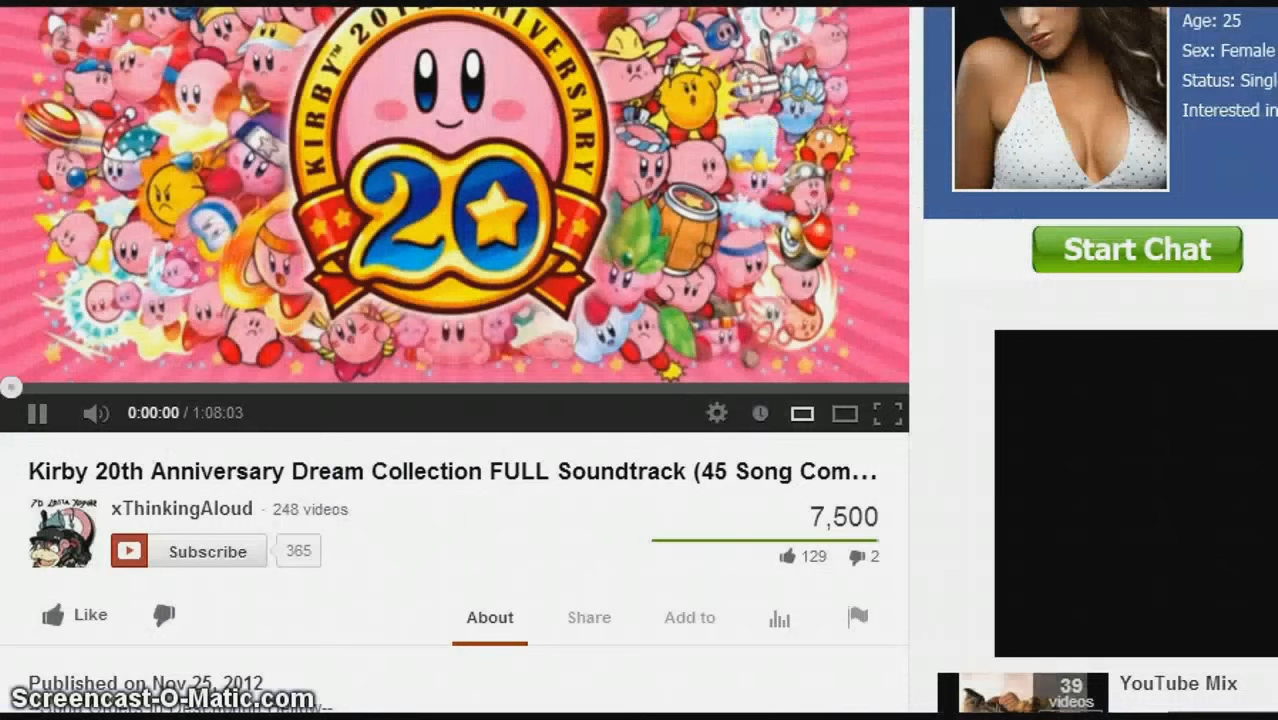 KIRBY™ 20TH ANNIVERSARY
20
Age: 25
Sex: Female
Status: Singl
Interested in
Start Chat
0:00:00 / 1:08:03
Kirby 20th Anniversary Dream Collection FULL Soundtrack (45 Song Com...
xThinkingAloud · 248 videos
7,500
Subscribe 365
129 2
Like
About Share Add to
Published on Nov 25, 2012
Screencast-O-Matic.com
39
videos
YouTube Mix